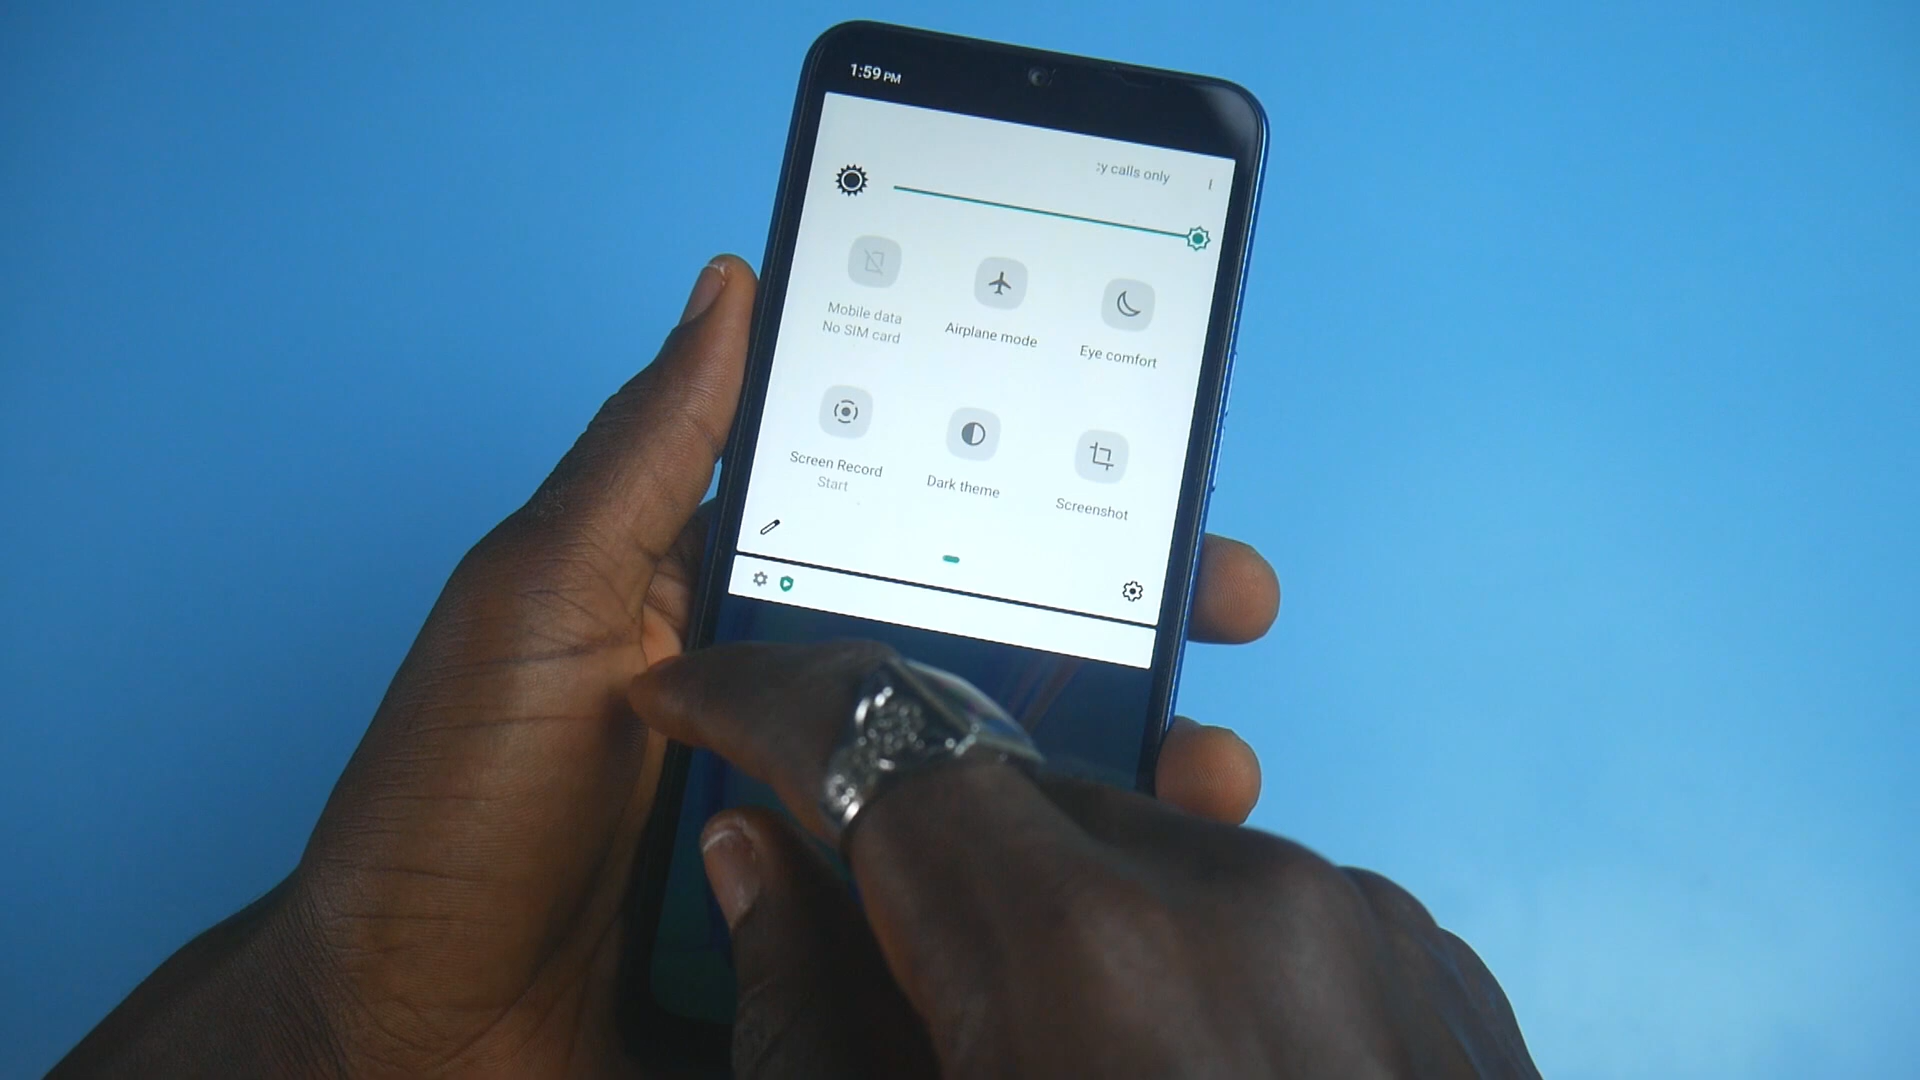 1:59 PM
calls only
Mobile data
No SIM card
Airplane mode
Eye comfort
Screen Record
Start
Dark theme
Screenshot